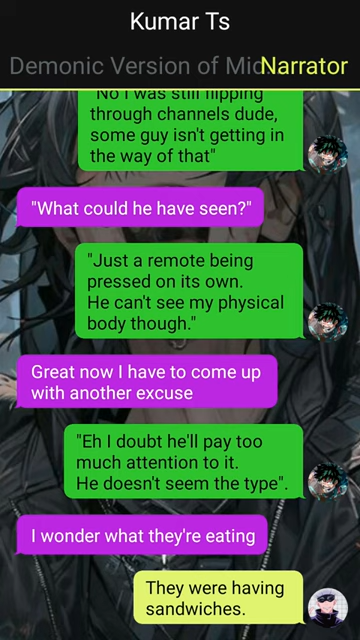 Kumar Ts
Demonic Version of Mid
Narrator
"No I was still flipping
through channels dude,
some guy isn't getting in
the way of that"
"What could he have seen?"
"Just a remote being
pressed on its own.
He can't see my physical
body though."
Great now I have to come up
with another excuse
"Eh I doubt he'll pay too
much attention to it.
He doesn't seem the type".
I wonder what they're eating
They were having
sandwiches.